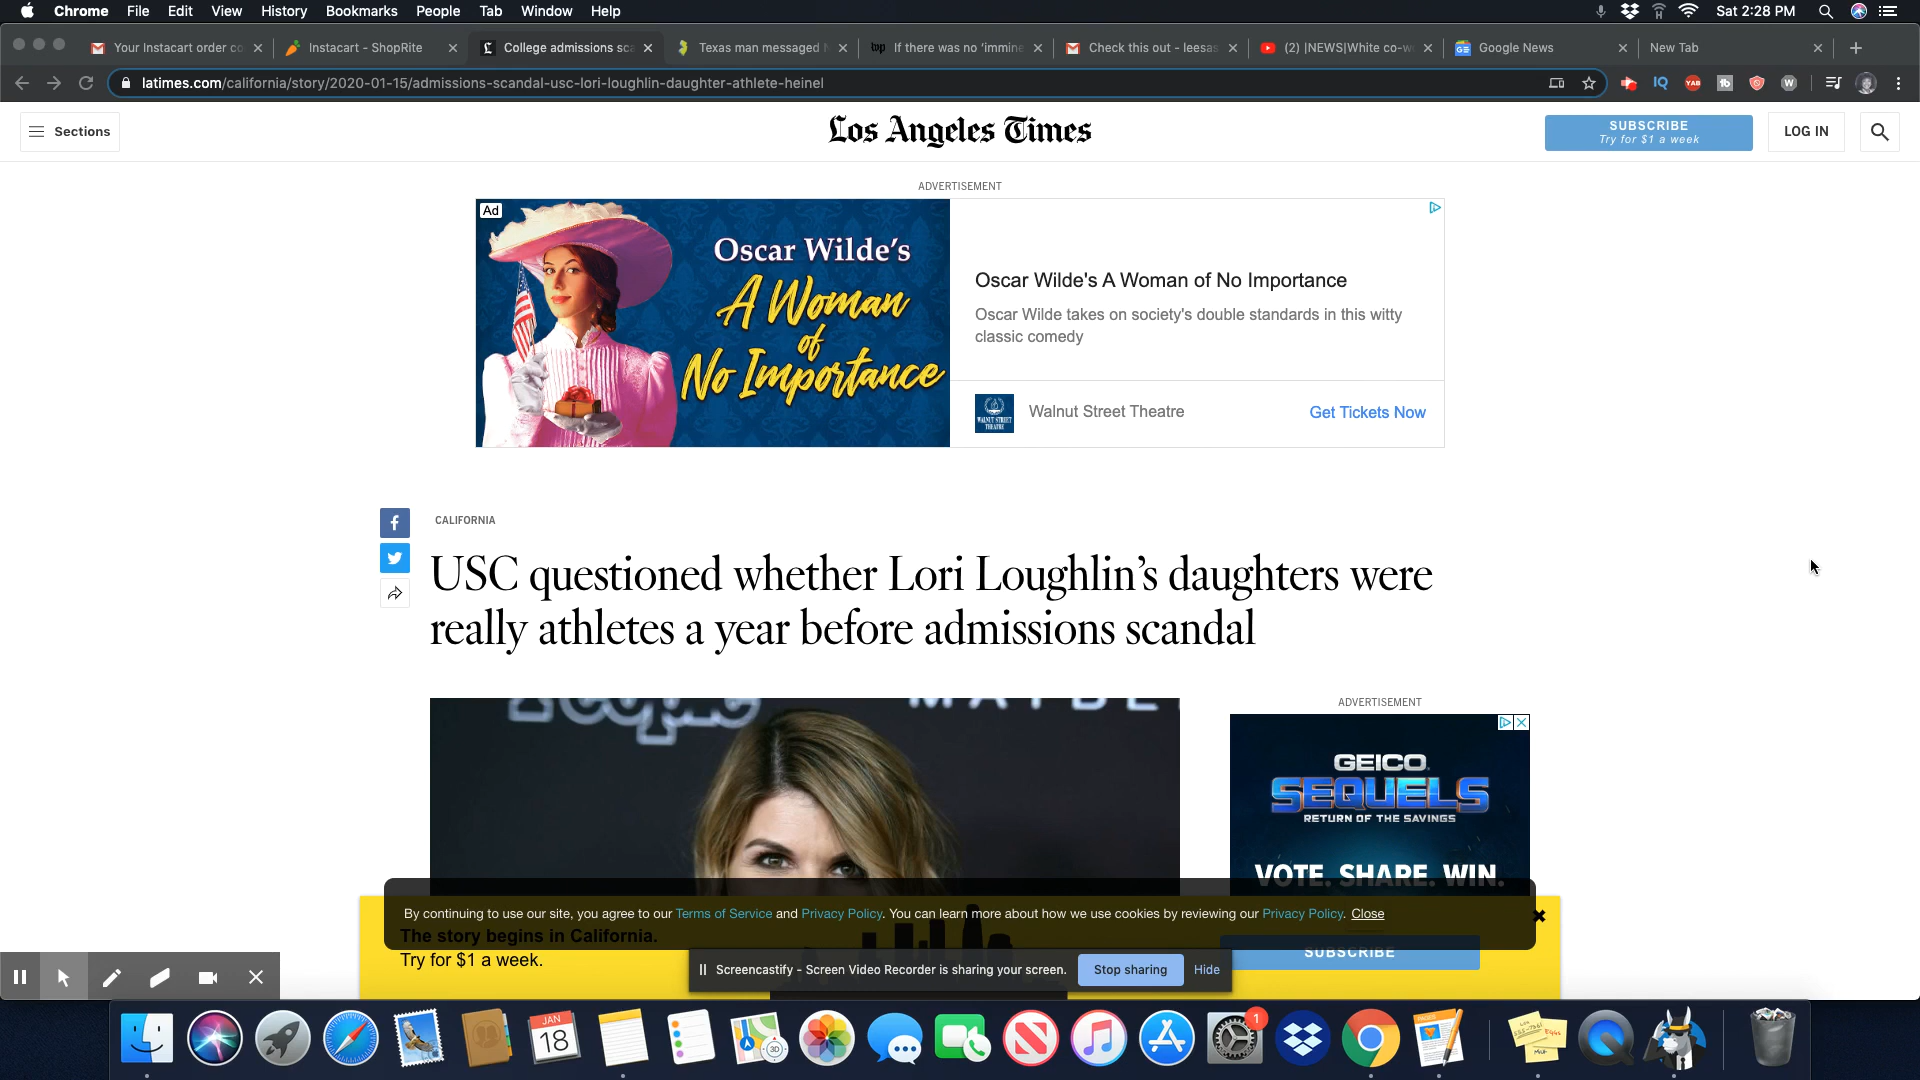 Chrome File Edit View History Bookmarks People Tab Window Help
Sat 2:28 PM
Your Instacart order co
Instacart - ShopRite
College admissions sca
Texas man messaged
If there was no 'immine
Check this out - leesas
(2) |NEWS|White co-w
Google News
New Tab
latimes.com/california/story/2020-01-15/admissions-scandal-usc-lori-loughlin-daughter-athlete-heinel
Sections
Los Angeles Times
SUBSCRIBE
Try for $1 a week
LOG IN
ADVERTISEMENT
Ad
Oscar Wilde's
A Woman
of
No Importance
Oscar Wilde's A Woman of No Importance
Oscar Wilde takes on society's double standards in this witty
classic comedy
WALNUT STREET
THEATRE
Walnut Street Theatre
Get Tickets Now
CALIFORNIA
USC questioned whether Lori Loughlin's daughters were
really athletes a year before admissions scandal
ADVERTISEMENT
GEICO
SEQUELS
RETURN OF THE SAVINGS
VOTE. SHARE. WIN.
By continuing to use our site, you agree to our Terms of Service and Privacy Policy. You can learn more about how we use cookies by reviewing our Privacy Policy. Close
The story begins in California.
Try for $1 a week.
SUBSCRIBE
Screencastify - Screen Video Recorder is sharing your screen.
Stop sharing
Hide
JAN
18
3D
1
PAGES